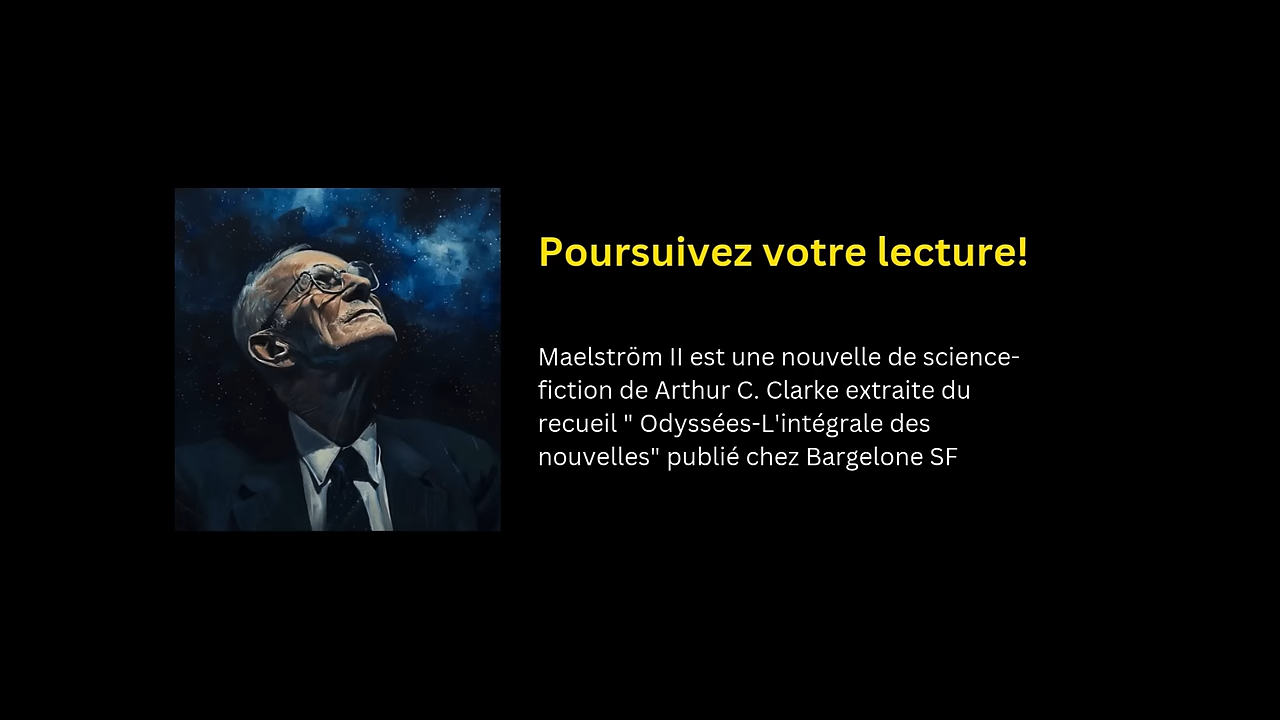 Poursuivez votre lecture!
Maelström II est une nouvelle de science-
fiction de Arthur C. Clarke extraite du
recueil " Odyssées-L'intégrale des
nouvelles" publié chez Bargelone SF